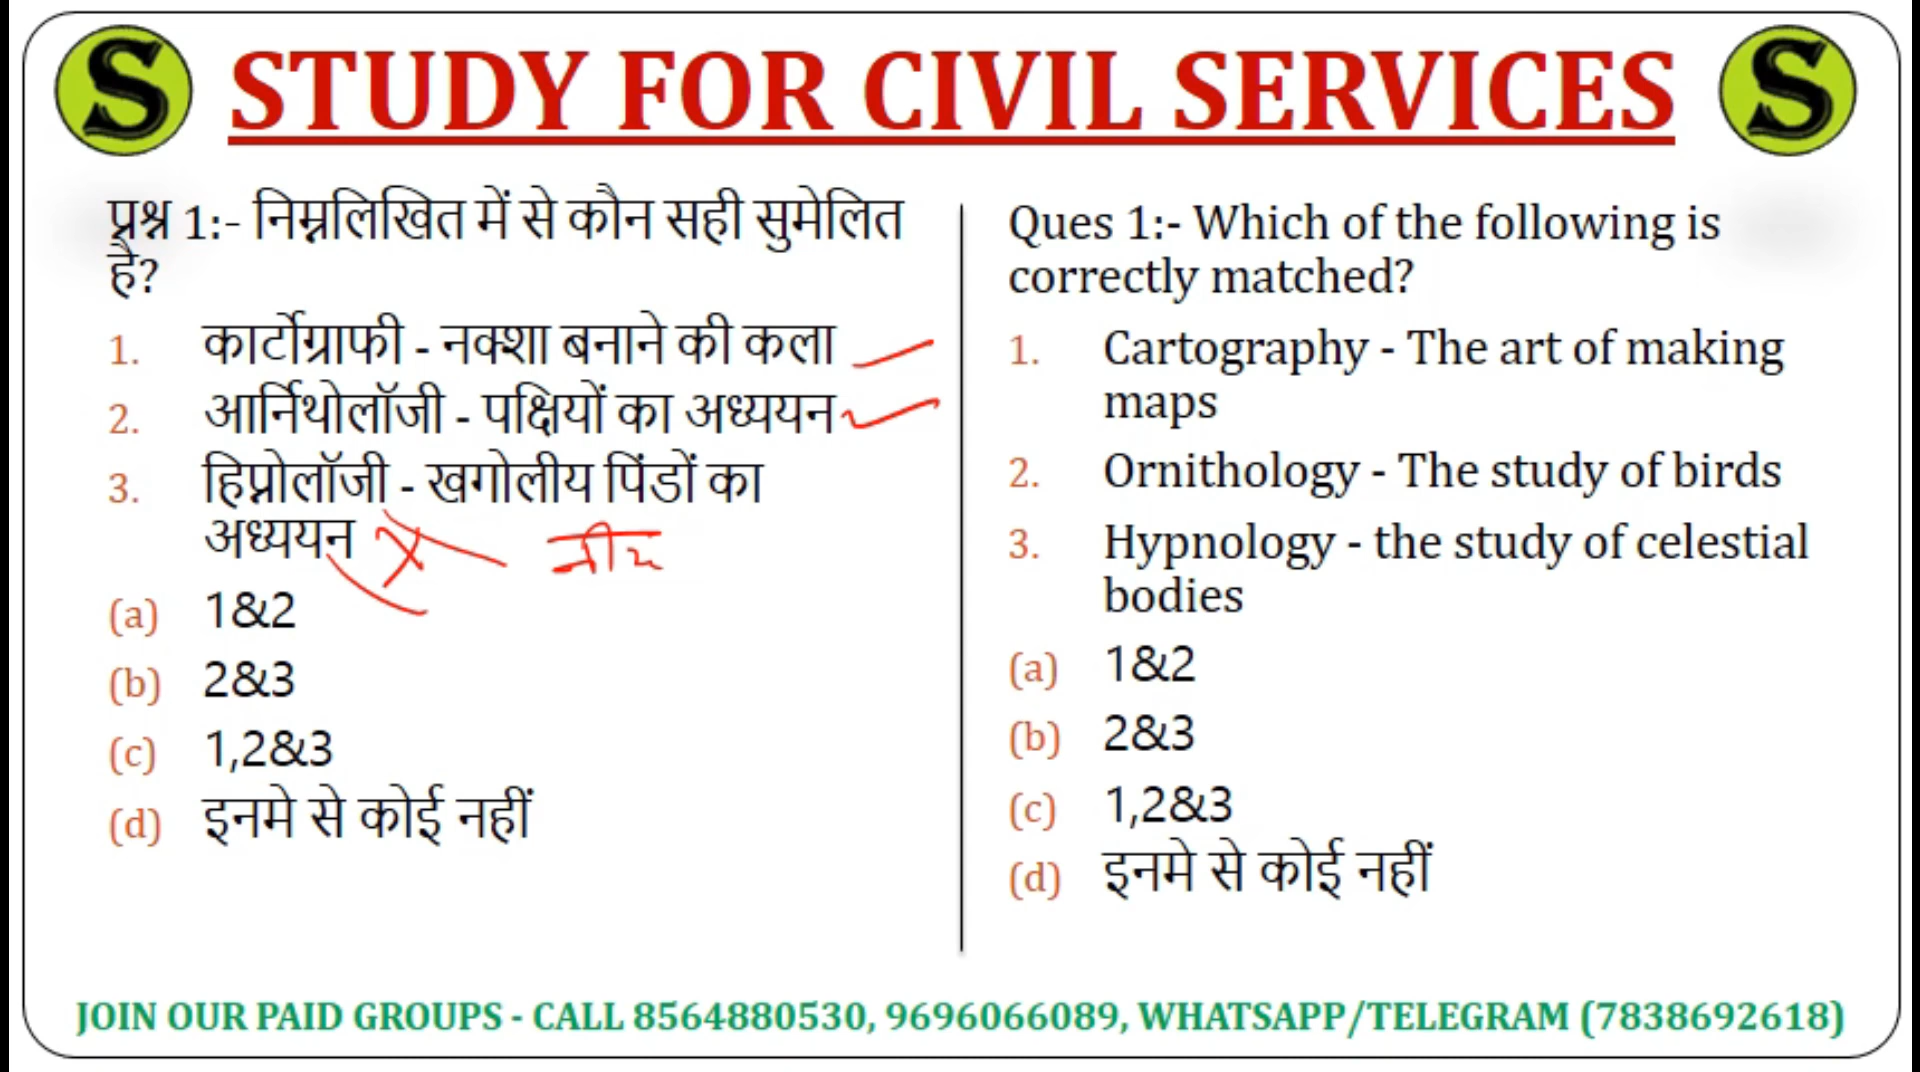 S STUDY FOR CIVIL SERVICES S
प्रश्न 1:- निम्नलिखित में से कौन सही सुमेलित
है?
1. कार्टोग्राफी - नक्शा बनाने की कला
2. आर्निथोलॉजी - पक्षियों का अध्ययन
3. हिप्नोलॉजी - खगोलीय पिंडों का
अध्ययन
(a) 1&2
(b) 2&3
(c) 1,2&3
(d) इनमे से कोई नहीं
Ques 1:- Which of the following is
correctly matched?
1. Cartography - The art of making
maps
2. Ornithology - The study of birds
3. Hypnology - the study of celestial
bodies
(a) 1&2
(b) 2&3
(c) 1,2&3
(d) इनमे से कोई नहीं
JOIN OUR PAID GROUPS - CALL 8564880530, 9696066089, WHATSAPP/TELEGRAM (7838692618)